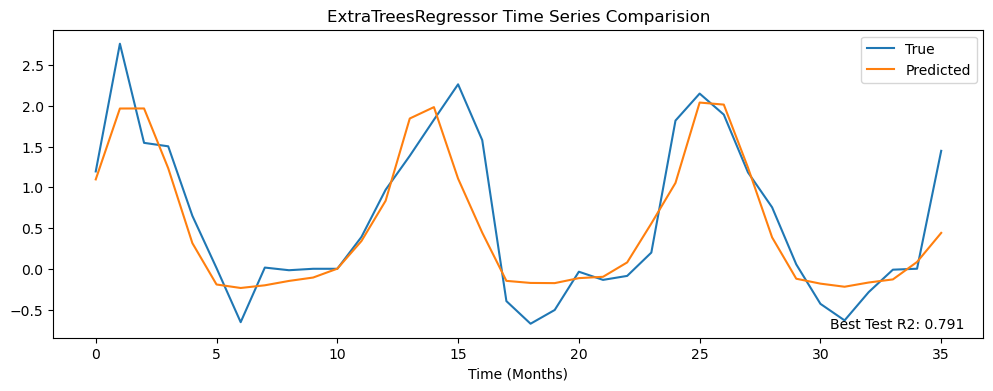 ExtraTreesRegressor Time Series Comparision
True
Predicted
2.5
2.0
1.5
1.0
0.5
0.0
−0.5
Best Test R2: 0.791
0 5 10 15 20 25 30 35
Time (Months)